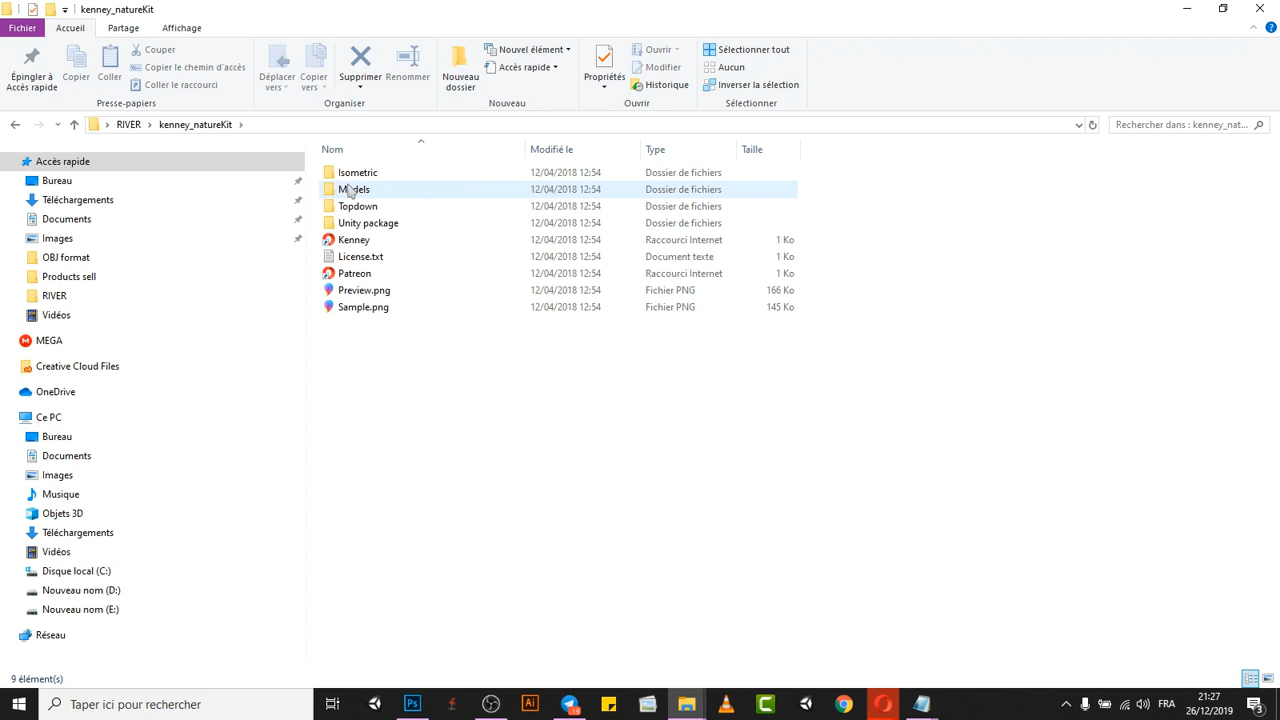 kenney_natureKit
Fichier Accueil Partage Affichage
Épingler à Accès rapide
Copier
Coller
Couper
Copier le chemin d'accès
Coller le raccourci
Presse-papiers
Déplacer vers
Copier vers
Supprimer
Renommer
Organiser
Nouveau dossier
Nouvel élément
Accès rapide
Nouveau
Propriétés
Ouvrir
Modifier
Historique
Ouvrir
Sélectionner tout
Aucun
Inverser la sélection
Sélectionner
RIVER > kenney_natureKit >
Rechercher dans : kenney_nat...
Nom Modifié le Type Taille
Isometric 12/04/2018 12:54 Dossier de fichiers
Models 12/04/2018 12:54 Dossier de fichiers
Topdown 12/04/2018 12:54 Dossier de fichiers
Unity package 12/04/2018 12:54 Dossier de fichiers
Kenney 12/04/2018 12:54 Raccourci Internet 1 Ko
License.txt 12/04/2018 12:54 Document texte 1 Ko
Patreon 12/04/2018 12:54 Raccourci Internet 1 Ko
Preview.png 12/04/2018 12:54 Fichier PNG 166 Ko
Sample.png 12/04/2018 12:54 Fichier PNG 145 Ko
Accès rapide
Bureau
Téléchargements
Documents
Images
OBJ format
Products sell
RIVER
Vidéos
MEGA
Creative Cloud Files
OneDrive
Ce PC
Bureau
Documents
Images
Musique
Objets 3D
Téléchargements
Vidéos
Disque local (C:)
Nouveau nom (D:)
Nouveau nom (E:)
Réseau
9 élément(s)
Taper ici pour rechercher
Ps
Ai
FRA
21:27
26/12/2019